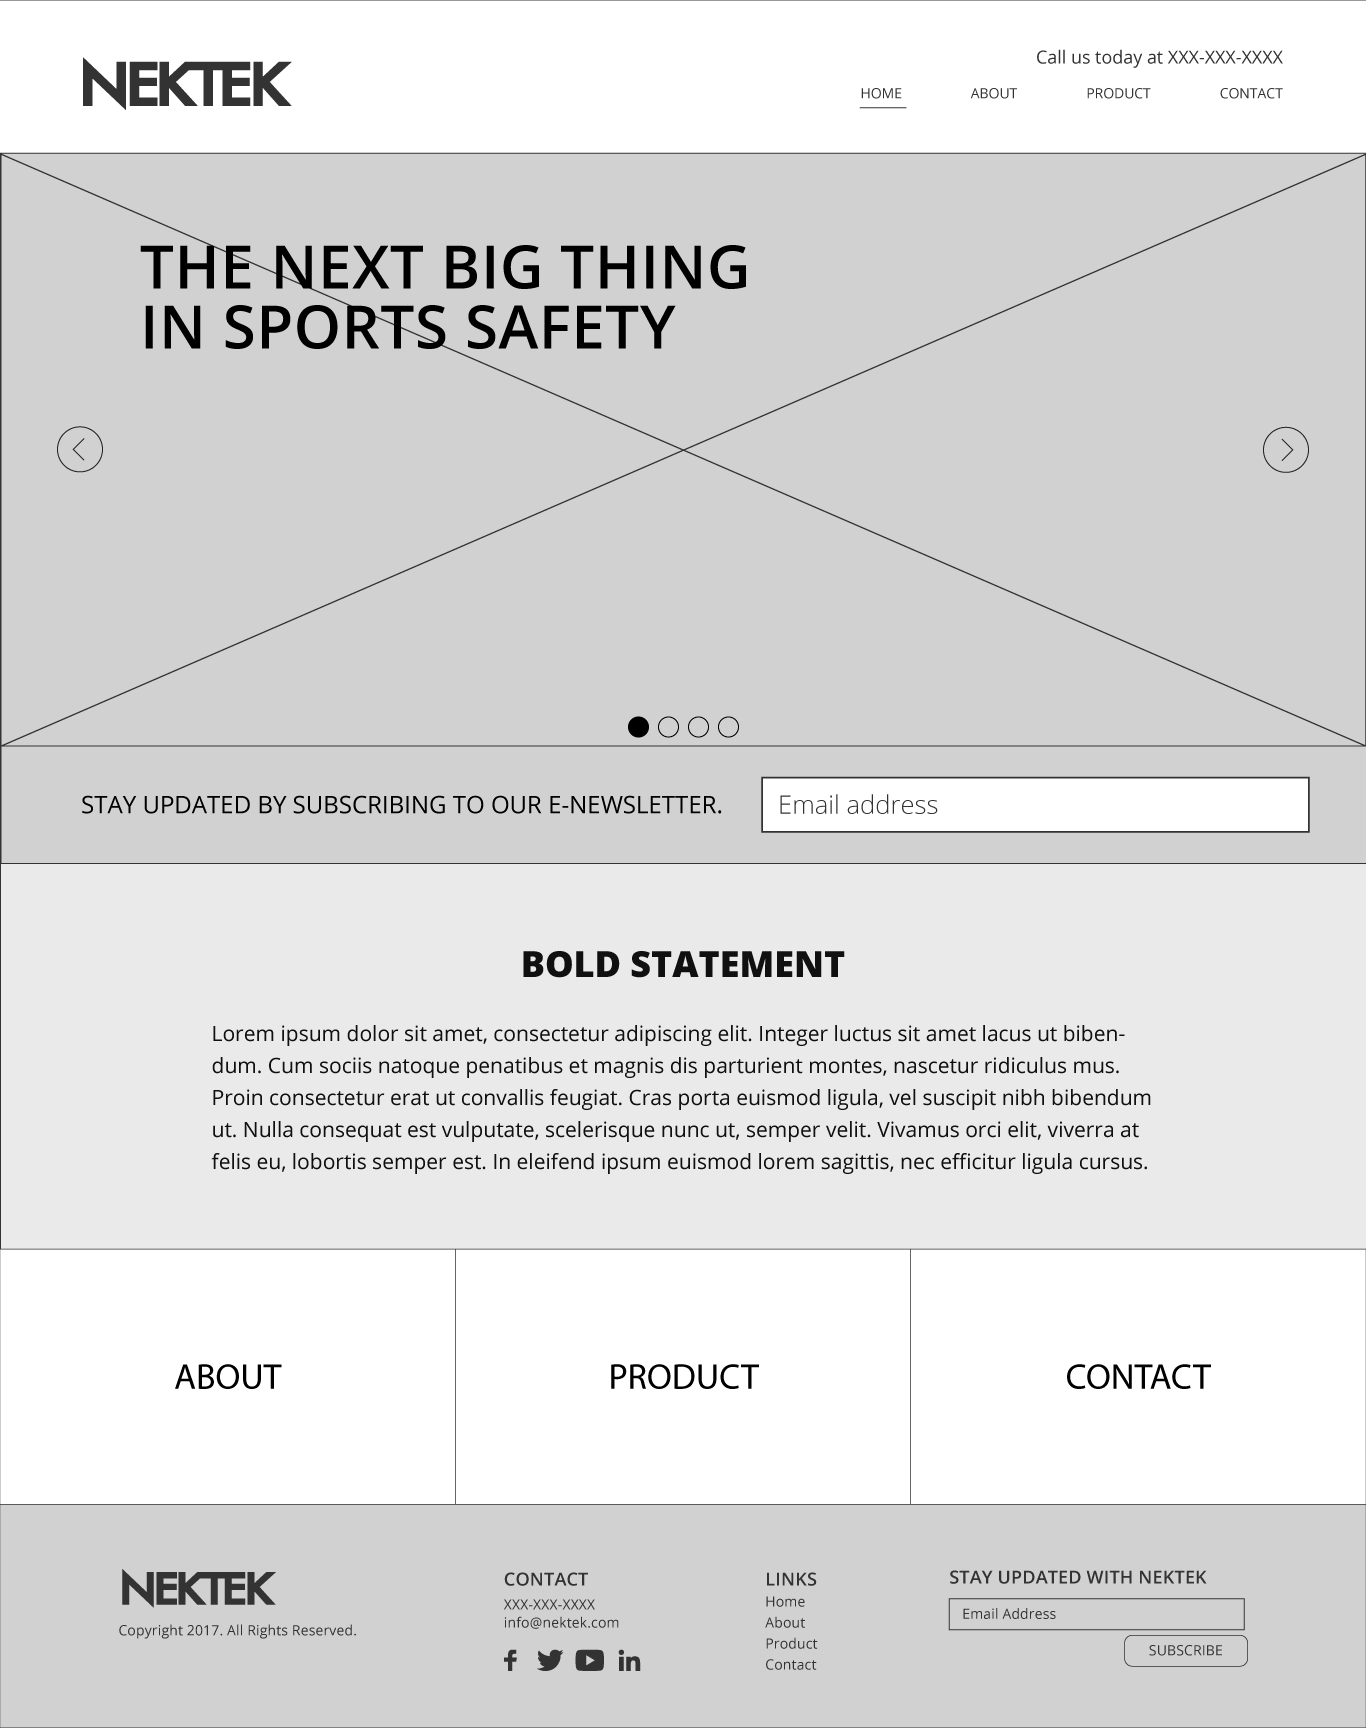 NEKTEK
Call us today at XXX-XXX-XXXX
HOME ABOUT PRODUCT CONTACT
THE NEXT BIG THING
IN SPORTS SAFETY
STAY UPDATED BY SUBSCRIBING TO OUR E-NEWSLETTER.
Email address
BOLD STATEMENT
Lorem ipsum dolor sit amet, consectetur adipiscing elit. Integer luctus sit amet lacus ut biben-
dum. Cum sociis natoque penatibus et magnis dis parturient montes, nascetur ridiculus mus.
Proin consectetur erat ut convallis feugiat. Cras porta euismod ligula, vel suscipit nibh bibendum
ut. Nulla consequat est vulputate, scelerisque nunc ut, semper velit. Vivamus orci elit, viverra at
felis eu, lobortis semper est. In eleifend ipsum euismod lorem sagittis, nec efficitur ligula cursus.
ABOUT
PRODUCT
CONTACT
NEKTEK
Copyright 2017. All Rights Reserved.
CONTACT
XXX-XXX-XXXX
info@nektek.com
LINKS
Home
About
Product
Contact
STAY UPDATED WITH NEKTEK
Email Address
SUBSCRIBE